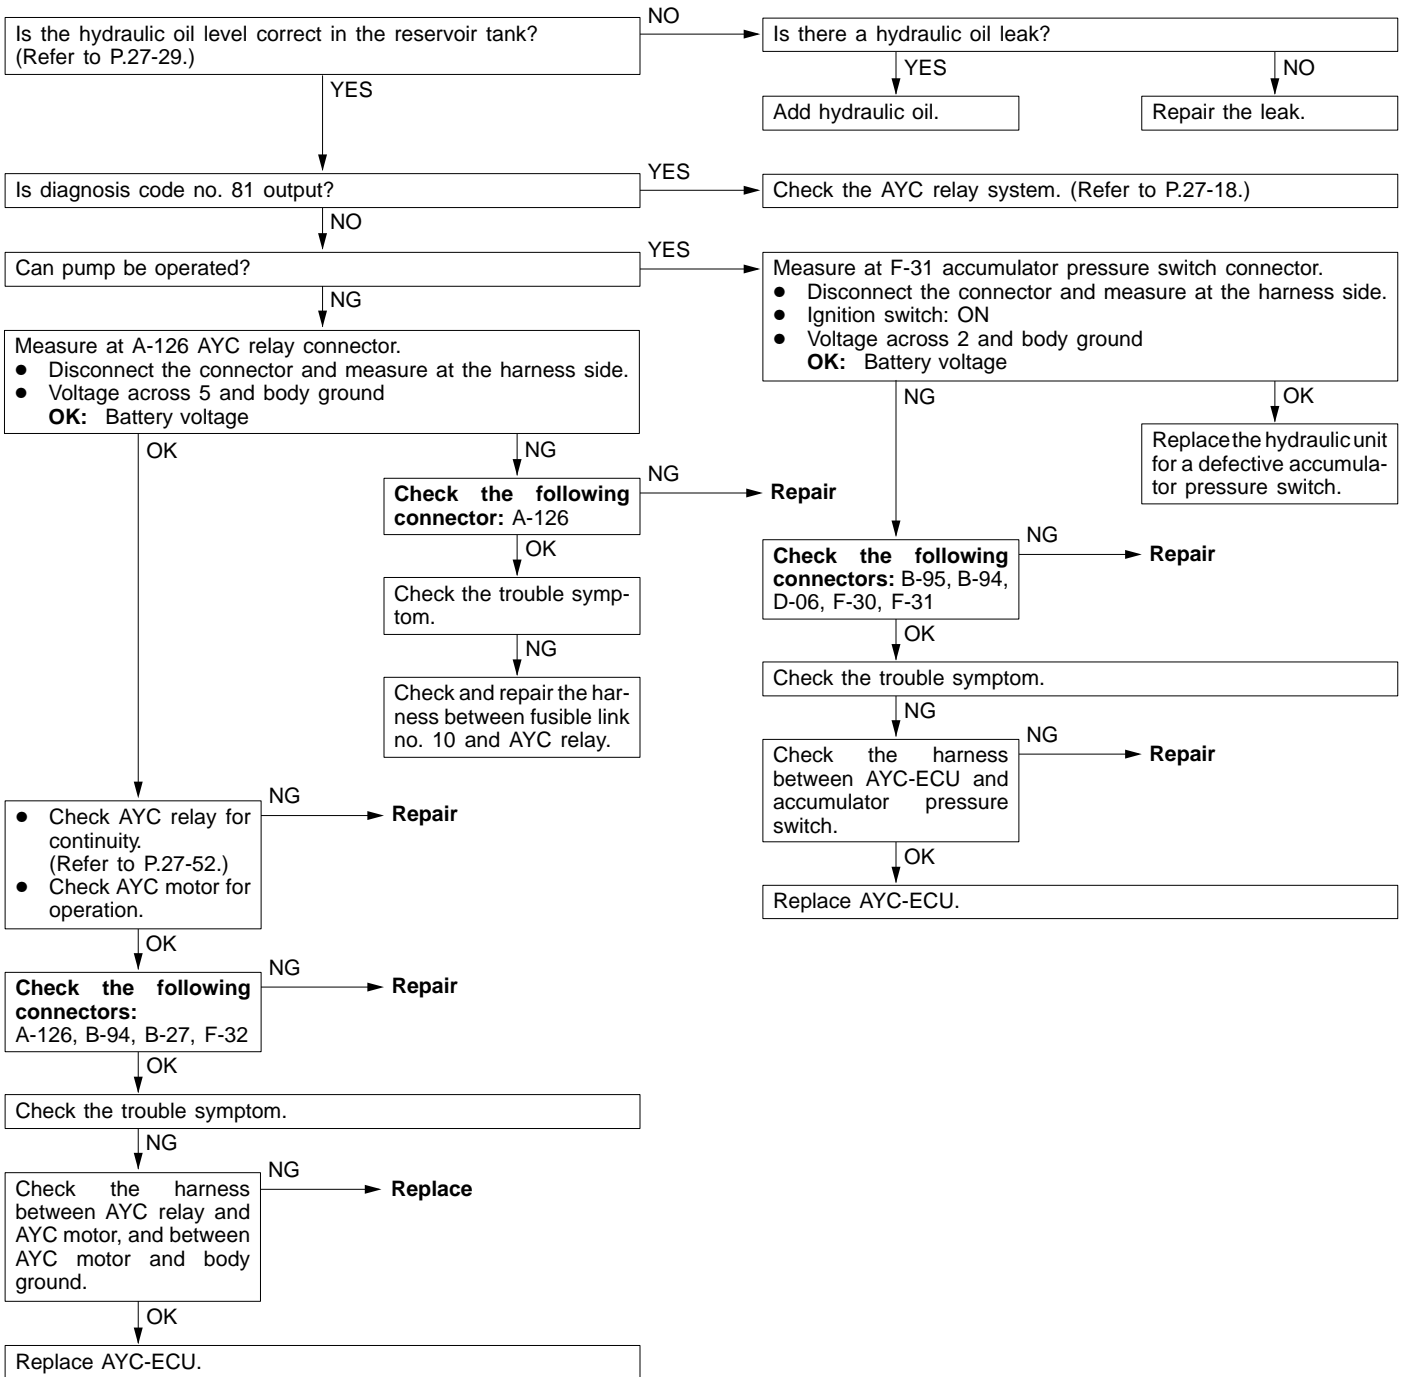 Is the hydraulic oil level correct in the reservoir tank?
(Refer to P.27-29.)
NO
Is there a hydraulic oil leak?
YES
NO
Add hydraulic oil.
Repair the leak.
YES
Is diagnosis code no. 81 output?
YES
Check the AYC relay system. (Refer to P.27-18.)
NO
Can pump be operated?
YES
Measure at F-31 accumulator pressure switch connector.
● Disconnect the connector and measure at the harness side.
● Ignition switch: ON
● Voltage across 2 and body ground
OK: Battery voltage
NG
OK
Replace the hydraulic unit
for a defective accumula-
tor pressure switch.
NG
Measure at A-126 AYC relay connector.
● Disconnect the connector and measure at the harness side.
● Voltage across 5 and body ground
OK: Battery voltage
OK
NG
Check the following
connector: A-126
NG
Repair
OK
Check the trouble symp-
tom.
NG
Check and repair the har-
ness between fusible link
no. 10 and AYC relay.
Check the following
connectors: B-95, B-94,
D-06, F-30, F-31
NG
Repair
OK
Check the trouble symptom.
NG
Check the harness
between AYC-ECU and
accumulator pressure
switch.
NG
Repair
OK
Replace AYC-ECU.
● Check AYC relay for
continuity.
(Refer to P.27-52.)
● Check AYC motor for
operation.
NG
Repair
OK
Check the following
connectors:
A-126, B-94, B-27, F-32
NG
Repair
OK
Check the trouble symptom.
NG
Check the harness
between AYC relay and
AYC motor, and between
AYC motor and body
ground.
NG
Replace
OK
Replace AYC-ECU.